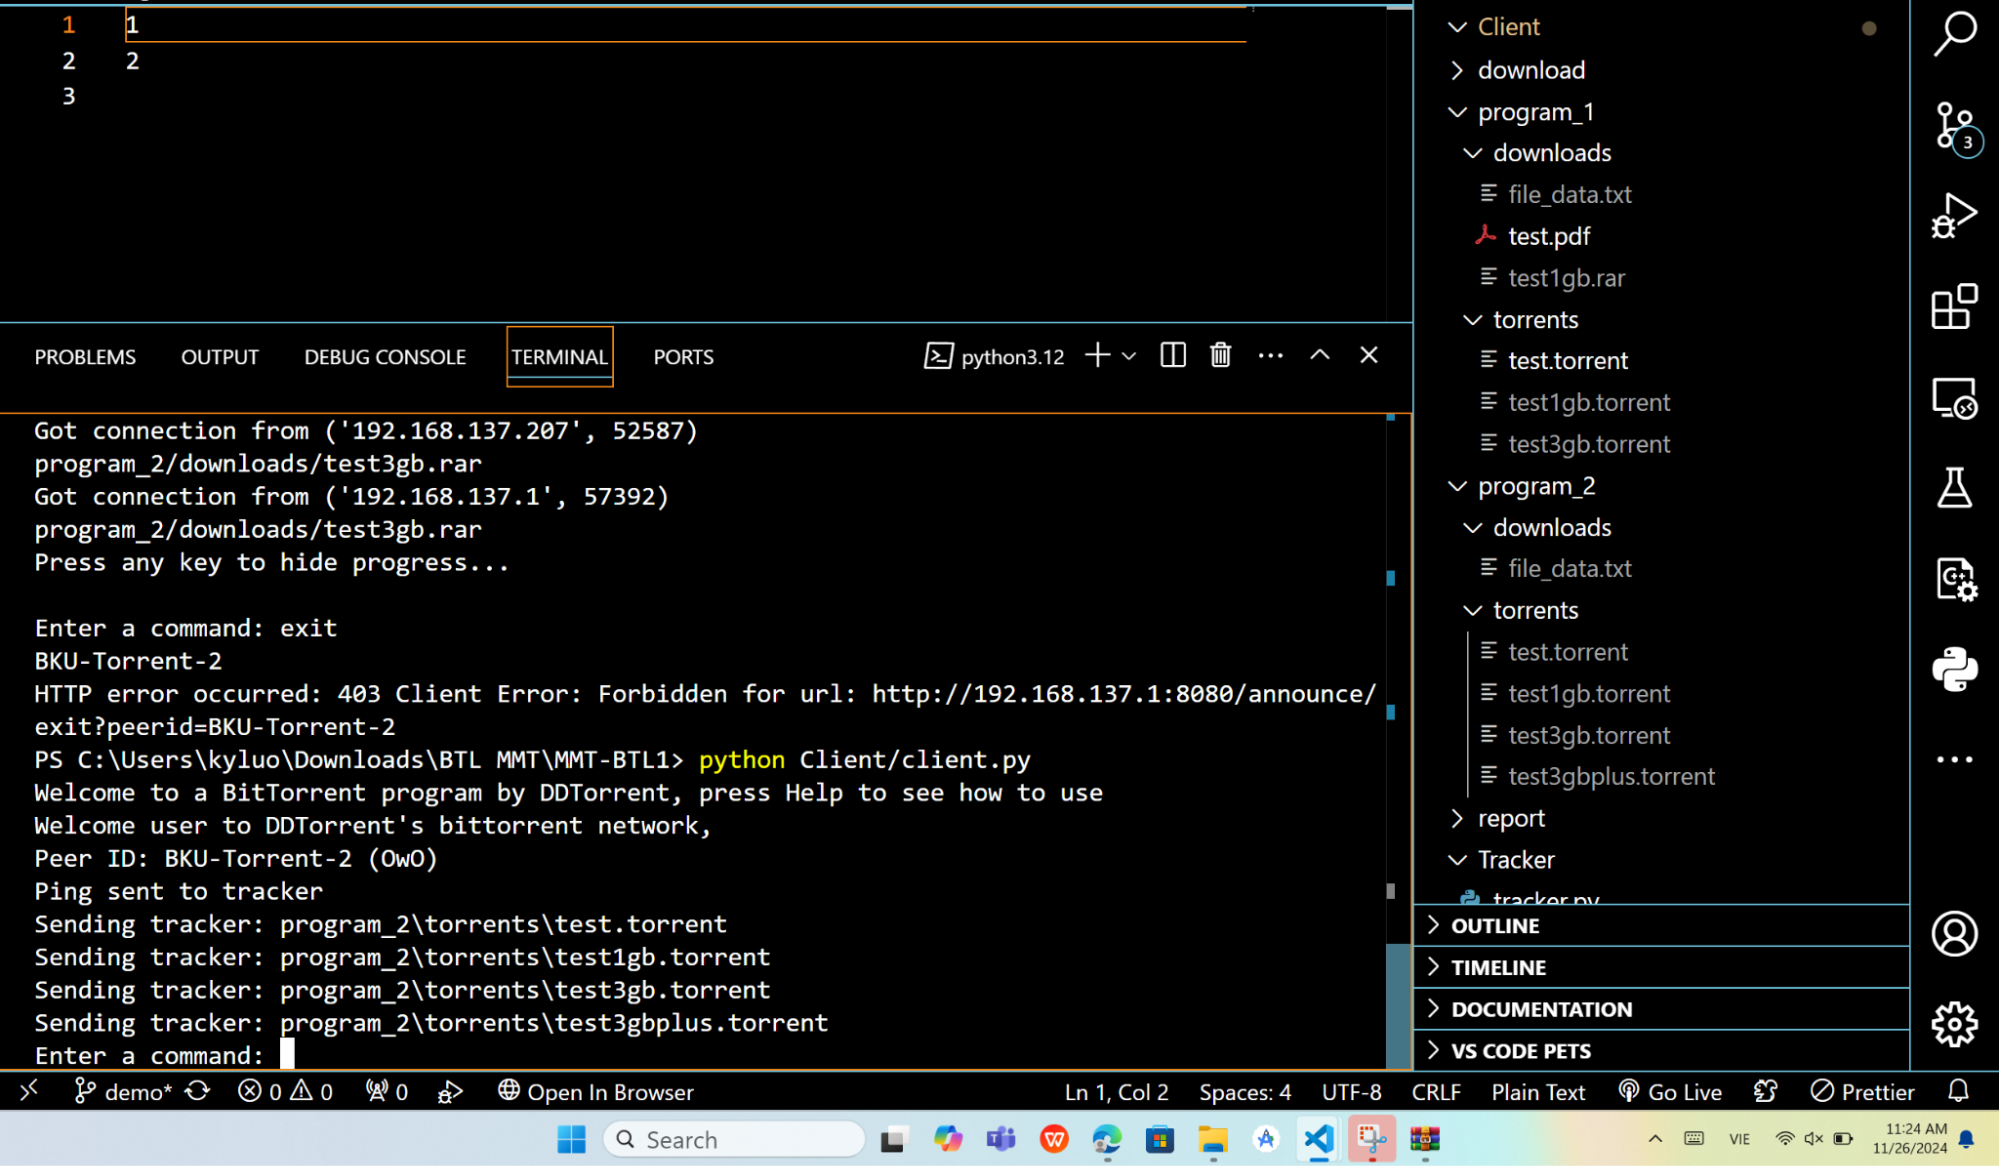 1 1
2 2
3
PROBLEMS OUTPUT DEBUG CONSOLE TERMINAL PORTS python3.12
Got connection from ('192.168.137.207', 52587)
program_2/downloads/test3gb.rar
Got connection from ('192.168.137.1', 57392)
program_2/downloads/test3gb.rar
Press any key to hide progress...
Enter a command: exit
BKU-Torrent-2
HTTP error occurred: 403 Client Error: Forbidden for url: http://192.168.137.1:8080/announce/
exit?peerid=BKU-Torrent-2
PS C:\Users\kyluo\Downloads\BTL MMT\MMT-BTL1> python Client/client.py
Welcome to a BitTorrent program by DDTorrent, press Help to see how to use
Welcome user to DDTorrent's bittorrent network,
Peer ID: BKU-Torrent-2 (OwO)
Ping sent to tracker
Sending tracker: program_2\torrents\test.torrent
Sending tracker: program_2\torrents\test1gb.torrent
Sending tracker: program_2\torrents\test3gb.torrent
Sending tracker: program_2\torrents\test3gbplus.torrent
Enter a command:
Client
download
program_1
downloads
file_data.txt
test.pdf
test1gb.rar
torrents
test.torrent
test1gb.torrent
test3gb.torrent
program_2
downloads
file_data.txt
torrents
test.torrent
test1gb.torrent
test3gb.torrent
test3gbplus.torrent
report
Tracker
tracker.py
OUTLINE
TIMELINE
DOCUMENTATION
VS CODE PETS
3
demo* 0 0 0 Open In Browser Ln 1, Col 2 Spaces: 4 UTF-8 CRLF Plain Text Go Live Prettier
Search VIE 11:24 AM
11/26/2024